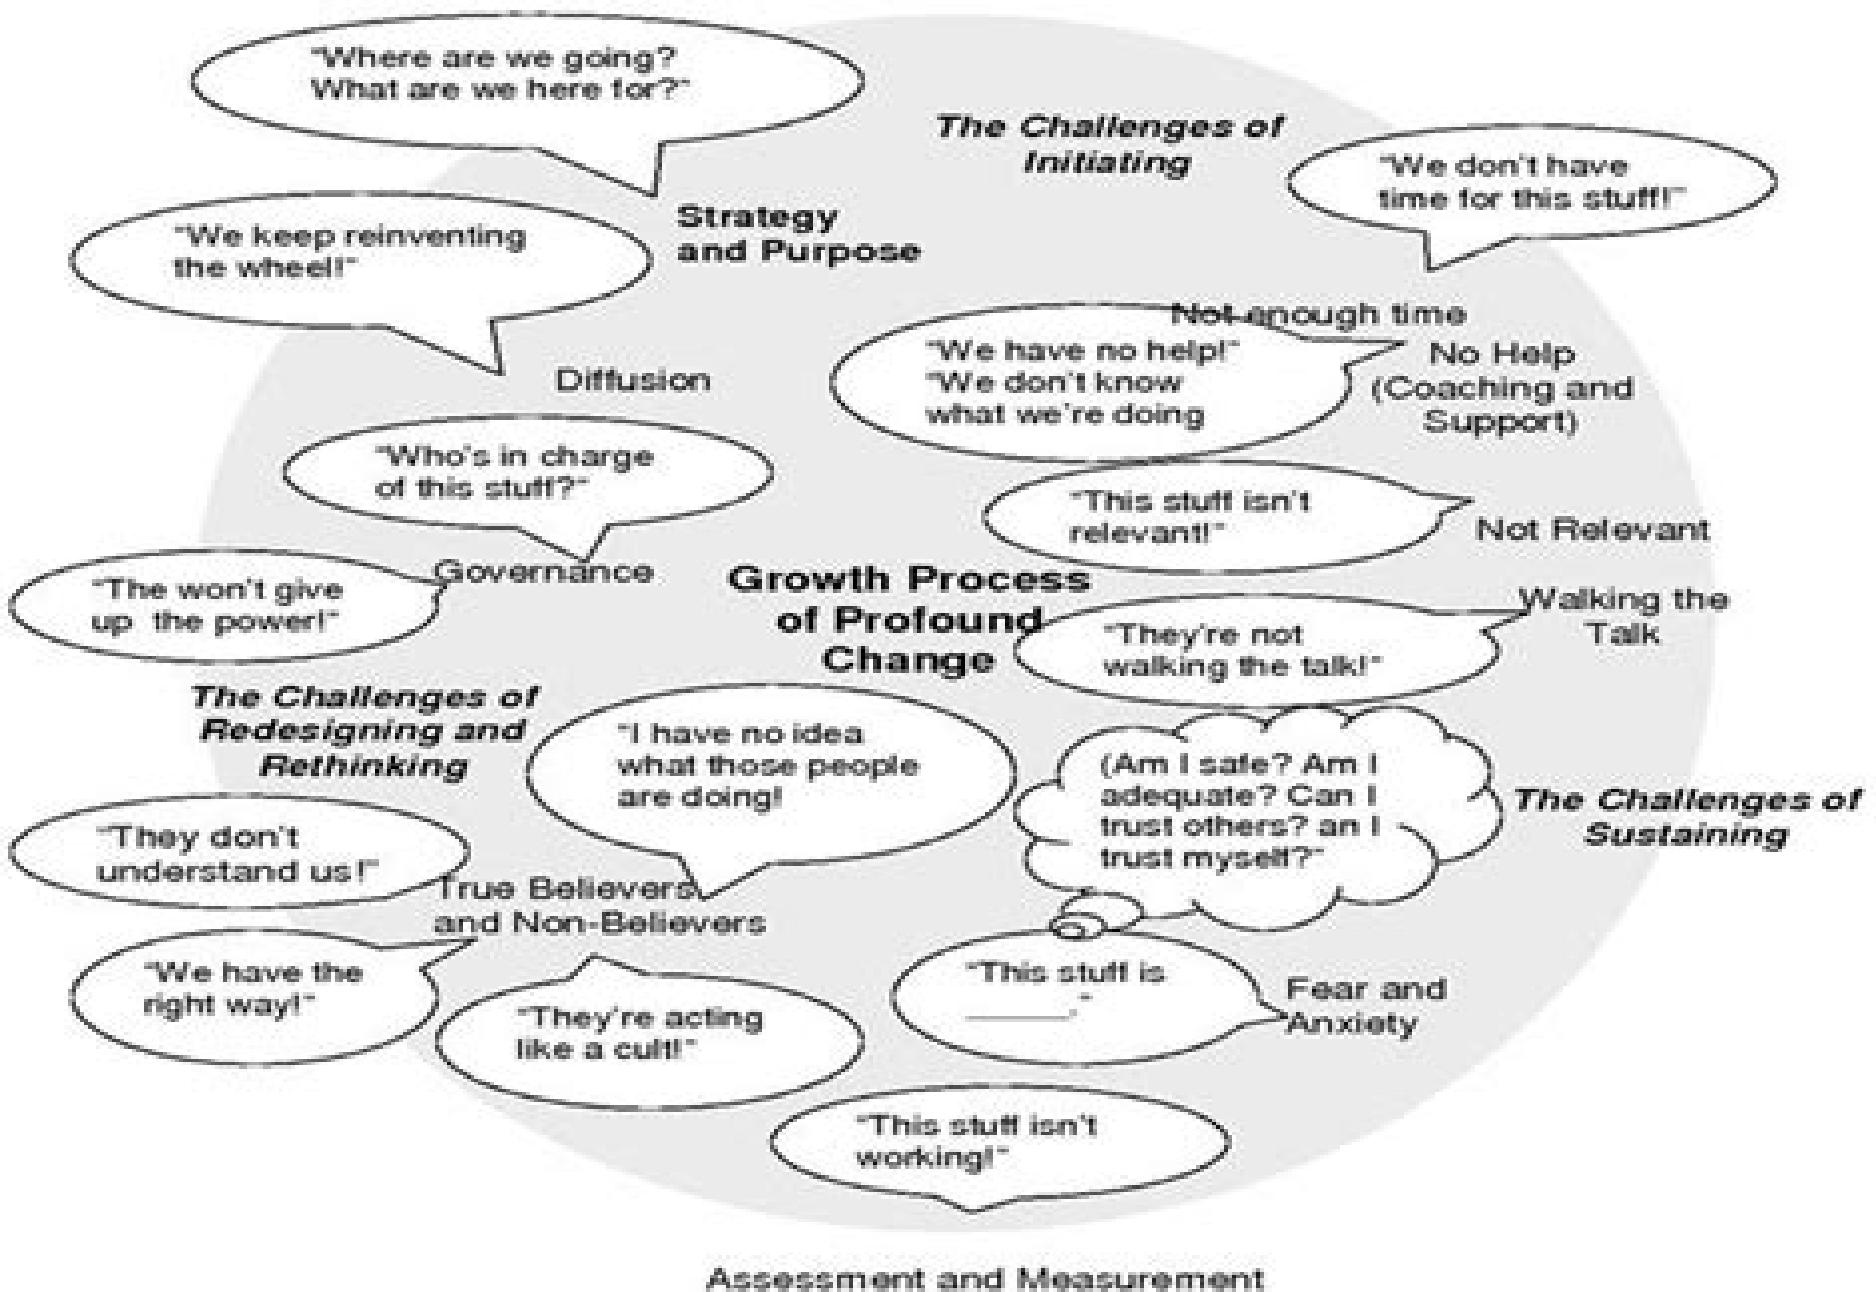 "Where are we going?
What are we here for?"
The Challenges of
Initiating
"We don't have
time for this stuff!"
Strategy
and Purpose
"We keep reinventing
the wheel!"
Not enough time
"We have no help!"
"We don't know
what we're doing
No Help
(Coaching and
Support)
Diffusion
"Who's in charge
of this stuff?"
"This stuff isn't
relevant!"
Not Relevant
Governance
"The won't give
up the power!"
Growth Process
of Profound
Change
Walking the
Talk
"They're not
walking the talk!"
The Challenges of
Redesigning and
Rethinking
"I have no idea
what those people
are doing!
(Am I safe? Am I
adequate? Can I
trust others? an I
trust myself?"
The Challenges of
Sustaining
"They don't
understand us!"
True Believers
and Non-Believers
"We have the
right way!"
"They're acting
like a cult!"
"This stuff is
______."
Fear and
Anxiety
"This stuff isn't
working!"
Assessment and Measurement